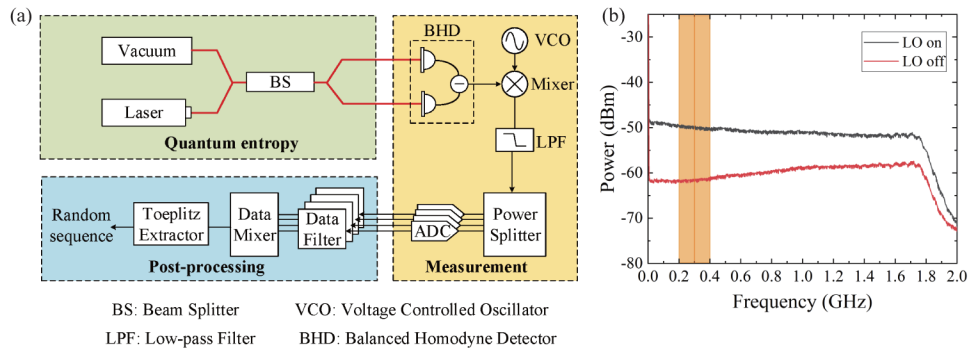 (a)
Vacuum
Laser
BS
Quantum entropy
BHD
VCO
Mixer
LPF
Power
Splitter
ADC
Measurement
Random
sequence
Toeplitz
Extractor
Data
Mixer
Data
Filter
Post-processing
BS: Beam Splitter
VCO: Voltage Controlled Oscillator
LPF: Low-pass Filter
BHD: Balanced Homodyne Detector
(b)
Power (dBm)
-30
-40
-50
-60
-70
-80
LO on
LO off
0.0 0.2 0.4 0.6 0.8 1.0 1.2 1.4 1.6 1.8 2.0
Frequency (GHz)